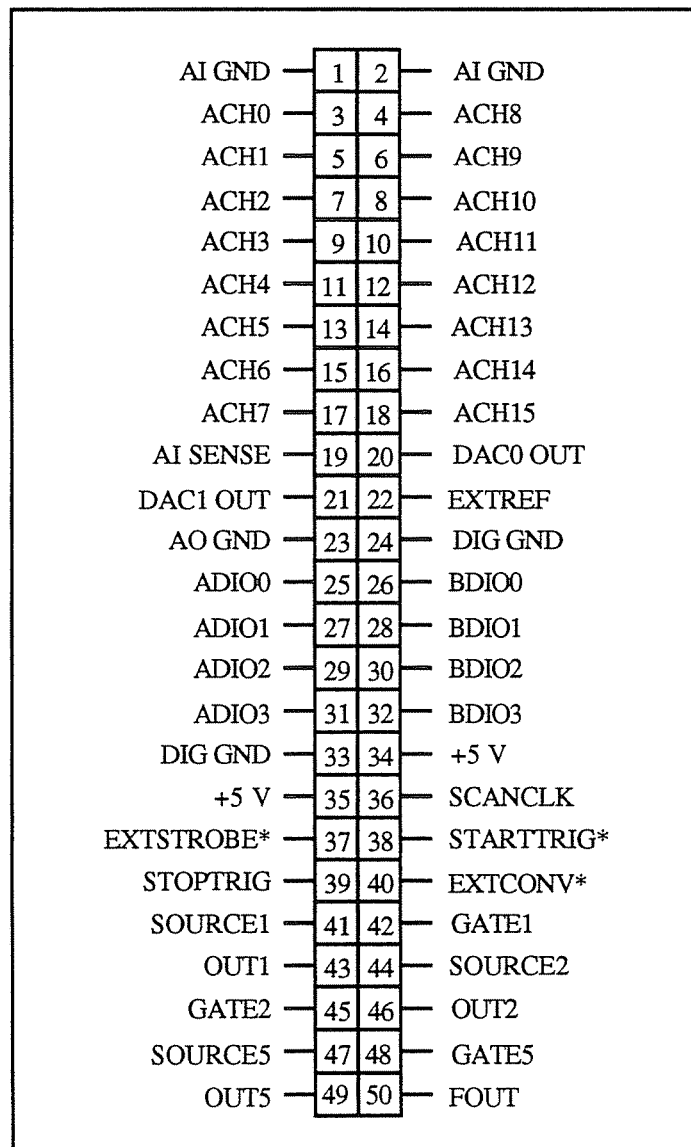 AI GND 1 2 AI GND
ACH0 3 4 ACH8
ACH1 5 6 ACH9
ACH2 7 8 ACH10
ACH3 9 10 ACH11
ACH4 11 12 ACH12
ACH5 13 14 ACH13
ACH6 15 16 ACH14
ACH7 17 18 ACH15
AI SENSE 19 20 DAC0 OUT
DAC1 OUT 21 22 EXTREF
AO GND 23 24 DIG GND
ADIO0 25 26 BDIO0
ADIO1 27 28 BDIO1
ADIO2 29 30 BDIO2
ADIO3 31 32 BDIO3
DIG GND 33 34 +5 V
+5 V 35 36 SCANCLK
EXTSTROBE* 37 38 STARTTRIG*
STOPTRIG 39 40 EXTCONV*
SOURCE1 41 42 GATE1
OUT1 43 44 SOURCE2
GATE2 45 46 OUT2
SOURCE5 47 48 GATE5
OUT5 49 50 FOUT